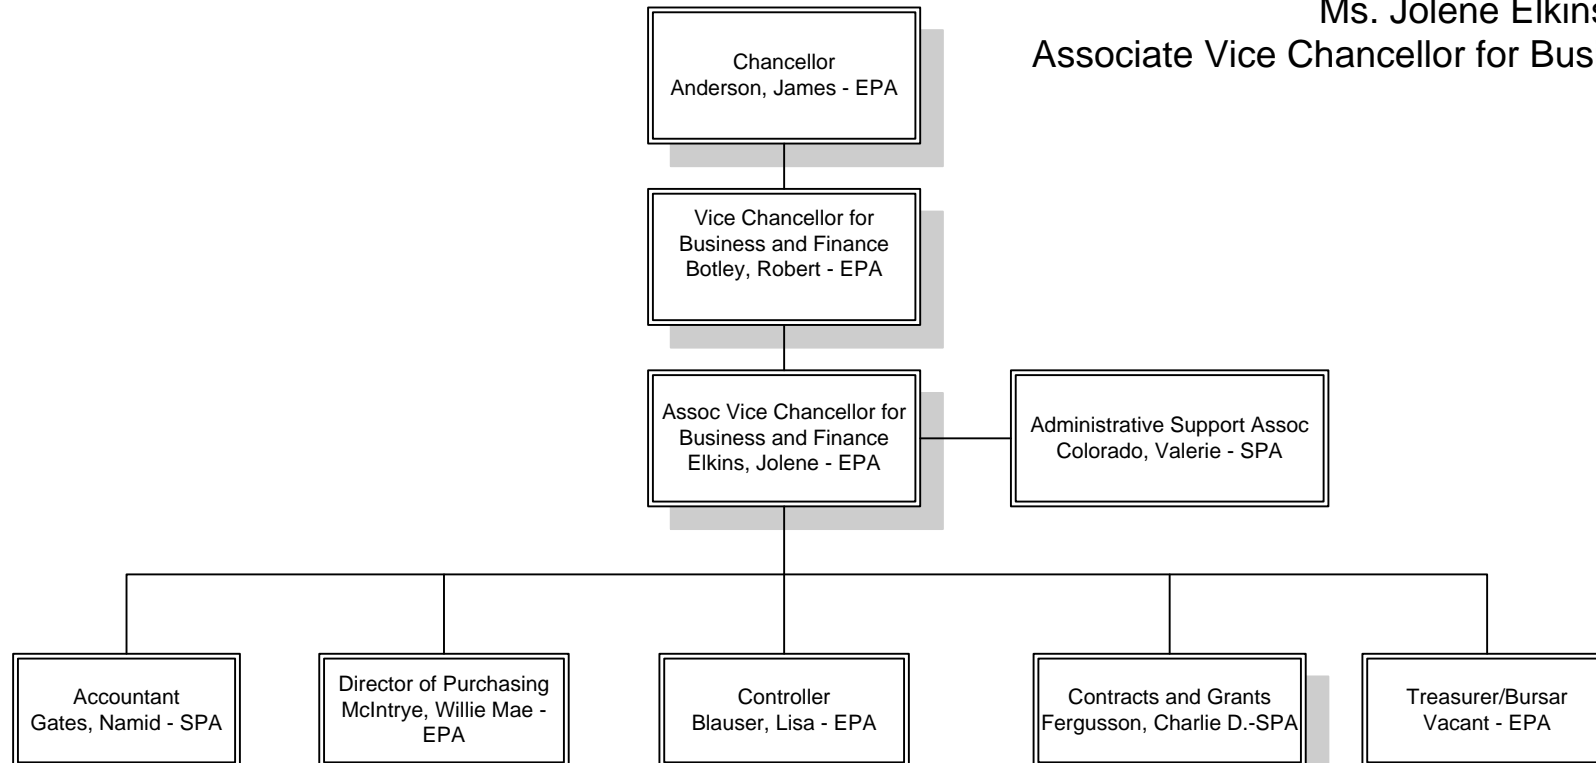 Ms. Jolene Elkins
Associate Vice Chancellor for Bus
Chancellor
Anderson, James - EPA
Vice Chancellor for
Business and Finance
Botley, Robert - EPA
Assoc Vice Chancellor for
Business and Finance
Elkins, Jolene - EPA
Administrative Support Assoc
Colorado, Valerie - SPA
Accountant
Gates, Namid - SPA
Director of Purchasing
McIntrye, Willie Mae -
EPA
Controller
Blauser, Lisa - EPA
Contracts and Grants
Fergusson, Charlie D.-SPA
Treasurer/Bursar
Vacant - EPA